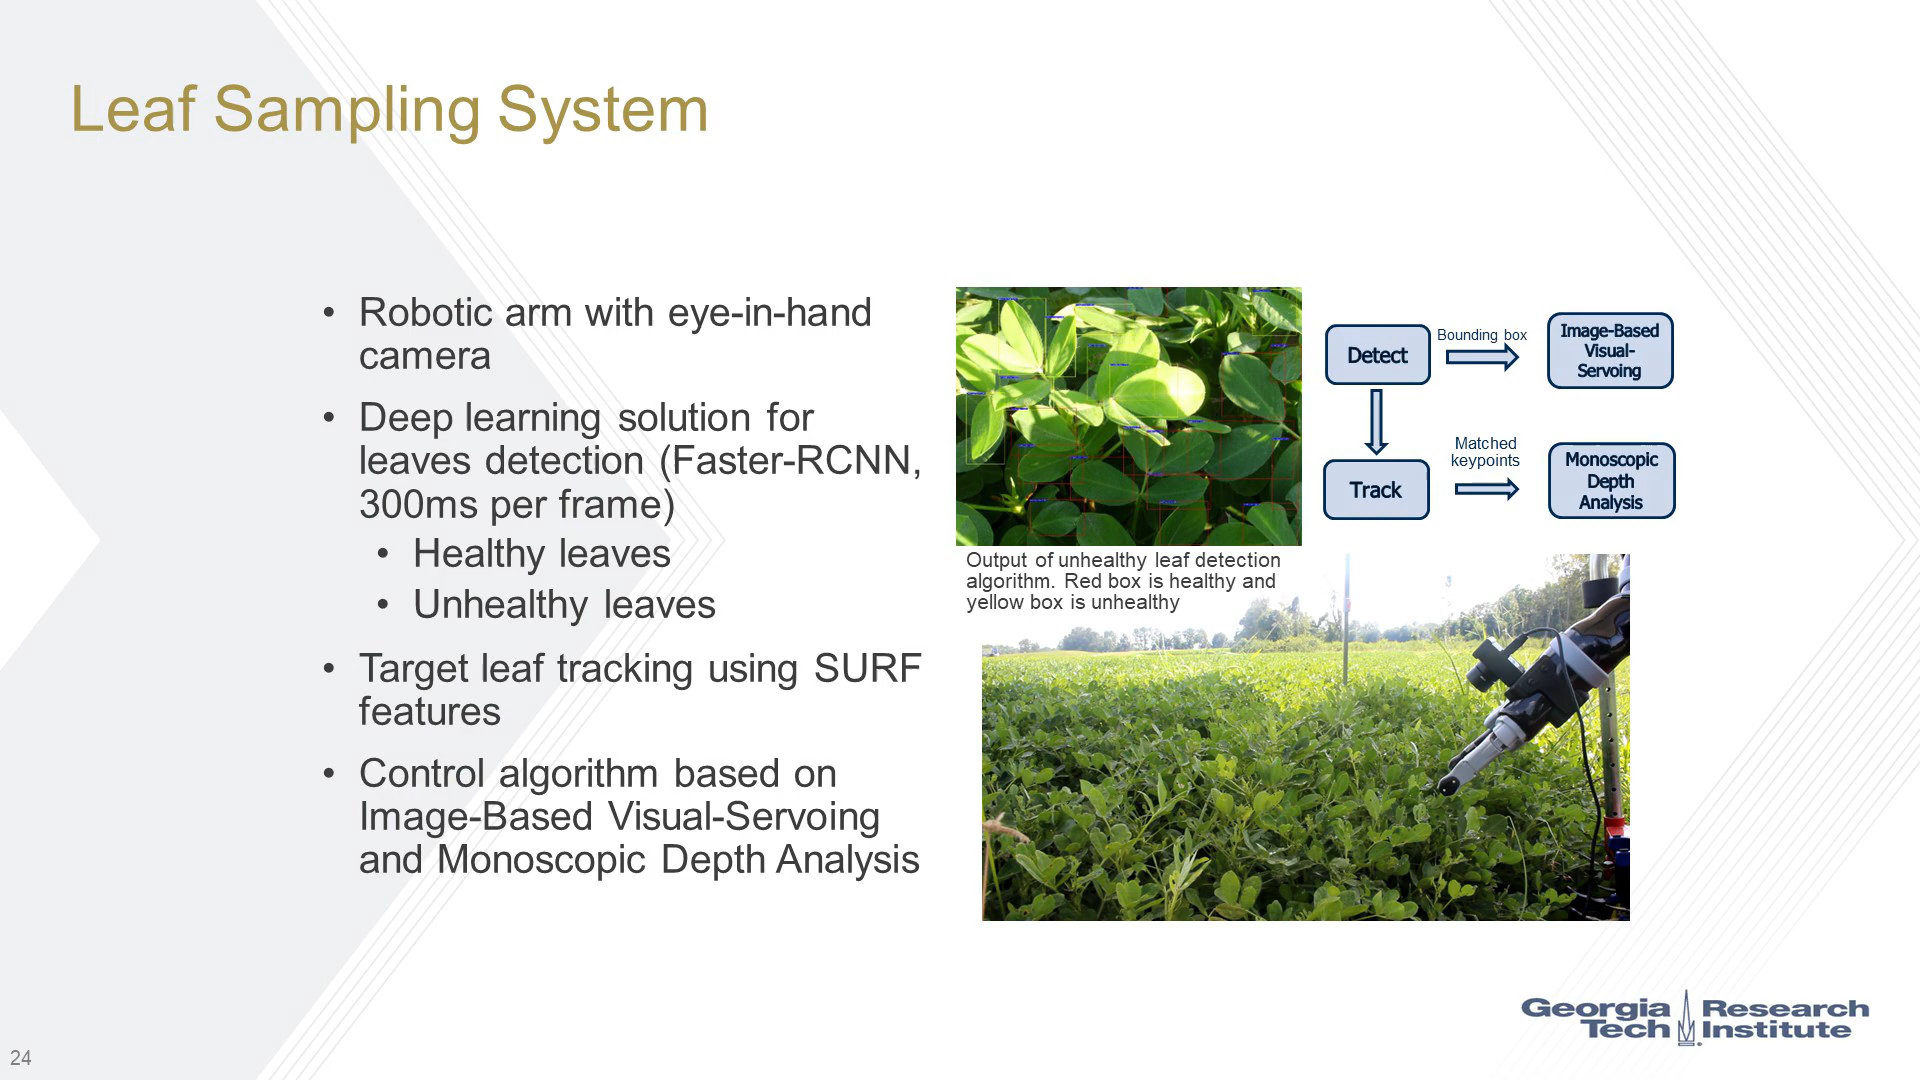 Leaf Sampling System
• Robotic arm with eye-in-hand
camera
• Deep learning solution for
leaves detection (Faster-RCNN,
300ms per frame)
• Healthy leaves
• Unhealthy leaves
• Target leaf tracking using SURF
features
• Control algorithm based on
Image-Based Visual-Servoing
and Monoscopic Depth Analysis
Output of unhealthy leaf detection
algorithm. Red box is healthy and
yellow box is unhealthy
Detect
Bounding box
Image-Based
Visual-
Servoing
Track
Matched
keypoints
Monoscopic
Depth
Analysis
Georgia
Tech
Research
Institute
24